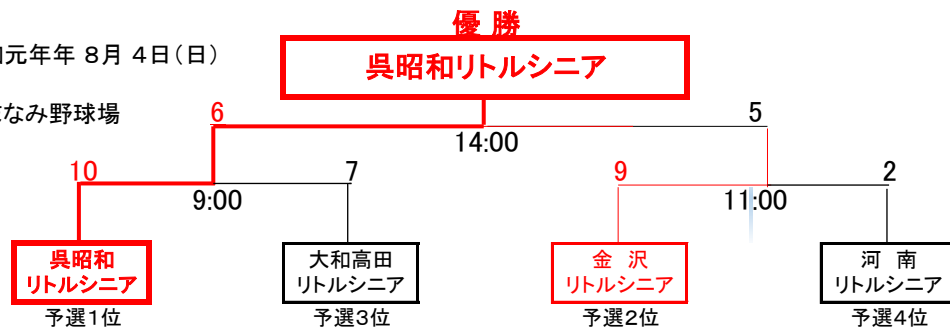 優 勝
元年年 8月 4日(日)
呉昭和リトルシニア
なみ野球場
6
5
14:00
10
7
9
2
9:00
11:00
呉昭和
リトルシニア
大和高田
リトルシニア
金 沢
リトルシニア
河 南
リトルシニア
予選1位
予選3位
予選2位
予選4位